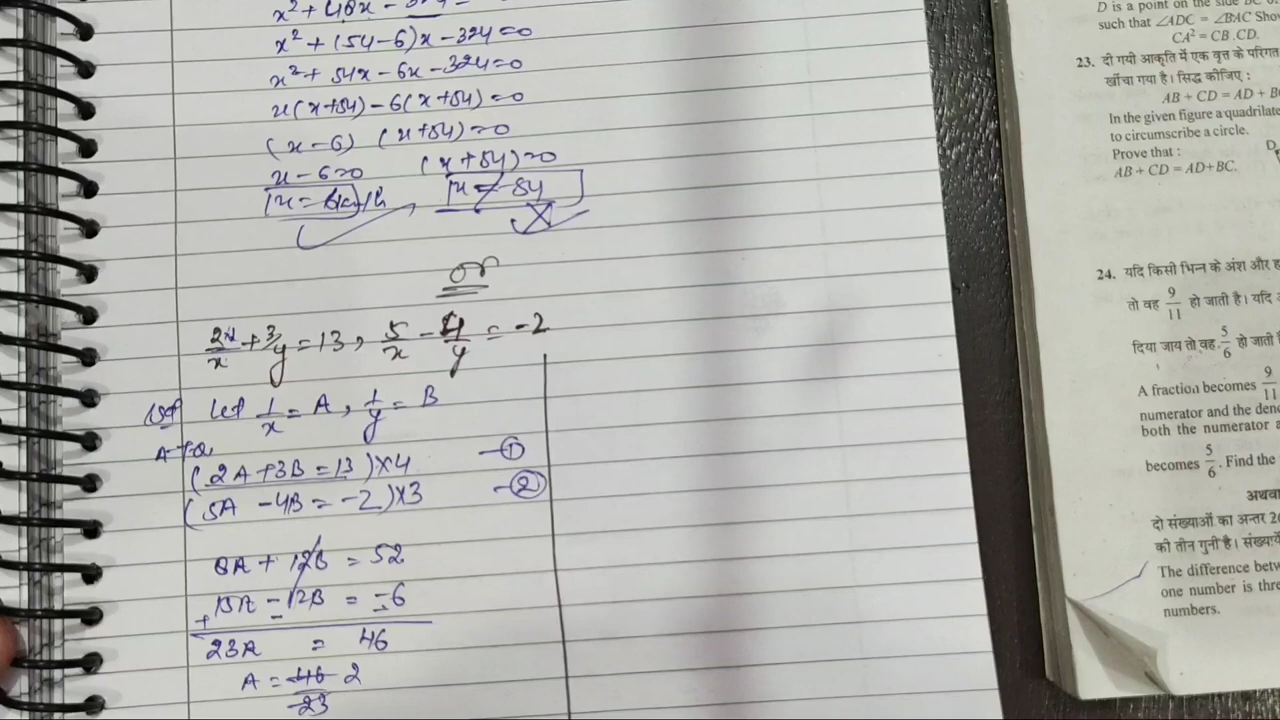 x² + 48x - 324 =
x² + (54-6)x - 324 = 0
x² + 54x - 6x - 324 = 0
x(x+54) - 6(x+54) = 0
(x-6) (x+54) = 0
x - 6 = 0 (x+54) = 0
x = 6km/h x ≠ -54
or
2/x + 3/y = 13, 5/x - 4/y = -2
Let 1/x = A, 1/y = B
A.T.Q
(2A + 3B = 13) × 4 - ①
(5A - 4B = -2) × 3 - ②
8A + 12B = 52
+ 15A - 12B = -6
23A = 46
A = 46/23 2
D is a point on the side BC
such that ∠ADC = ∠BAC
CA² = CB.CD.
23. दी गयी आकृति में एक वृत्त के परिगत
खींचा गया है। सिद्ध कीजिए :
AB + CD = AD +
In the given figure a
to circumscribe a circle.
Prove that :
D
AB + CD = AD+BC.
24. यदि किसी भिन्न के अंश और
तो वह 9/11 हो जाती है। यदि
दिया जाय तो वह 5/6 हो जाती
A fraction becomes 9/11
numerator and the
both the numerator
becomes 5/6. Find the
अथवा
दो संख्याओं का अन्तर
की तीन गुनी है।
The difference
one number is
numbers.